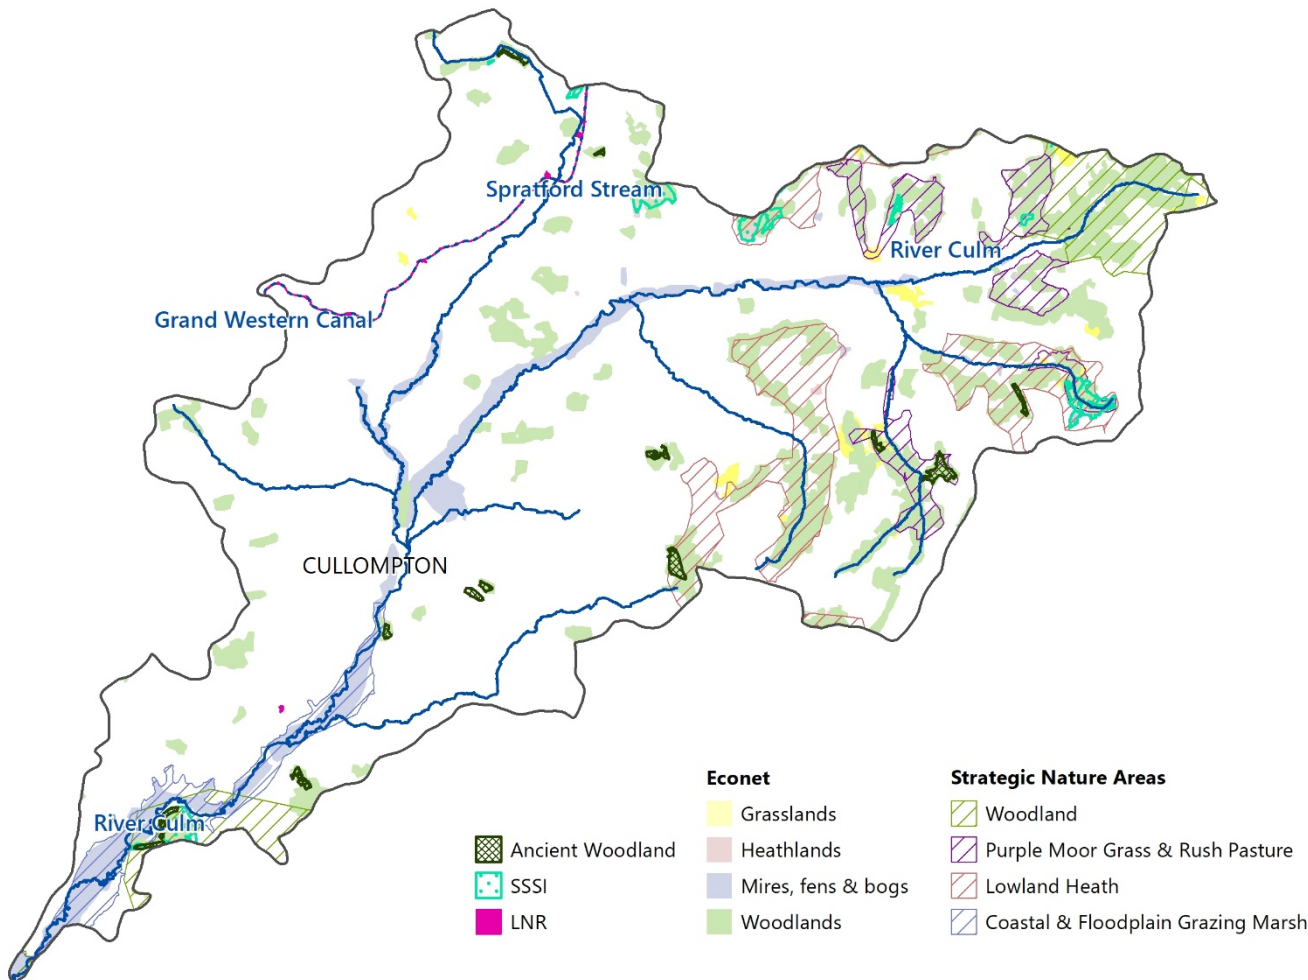 Spratford Stream
River Culm
Grand Western Canal
CULLOMPTON
River Culm
Ancient Woodland
SSSI
LNR
Econet
Grasslands
Heathlands
Mires, fens & bogs
Woodlands
Strategic Nature Areas
Woodland
Purple Moor Grass & Rush Pasture
Lowland Heath
Coastal & Floodplain Grazing Marsh